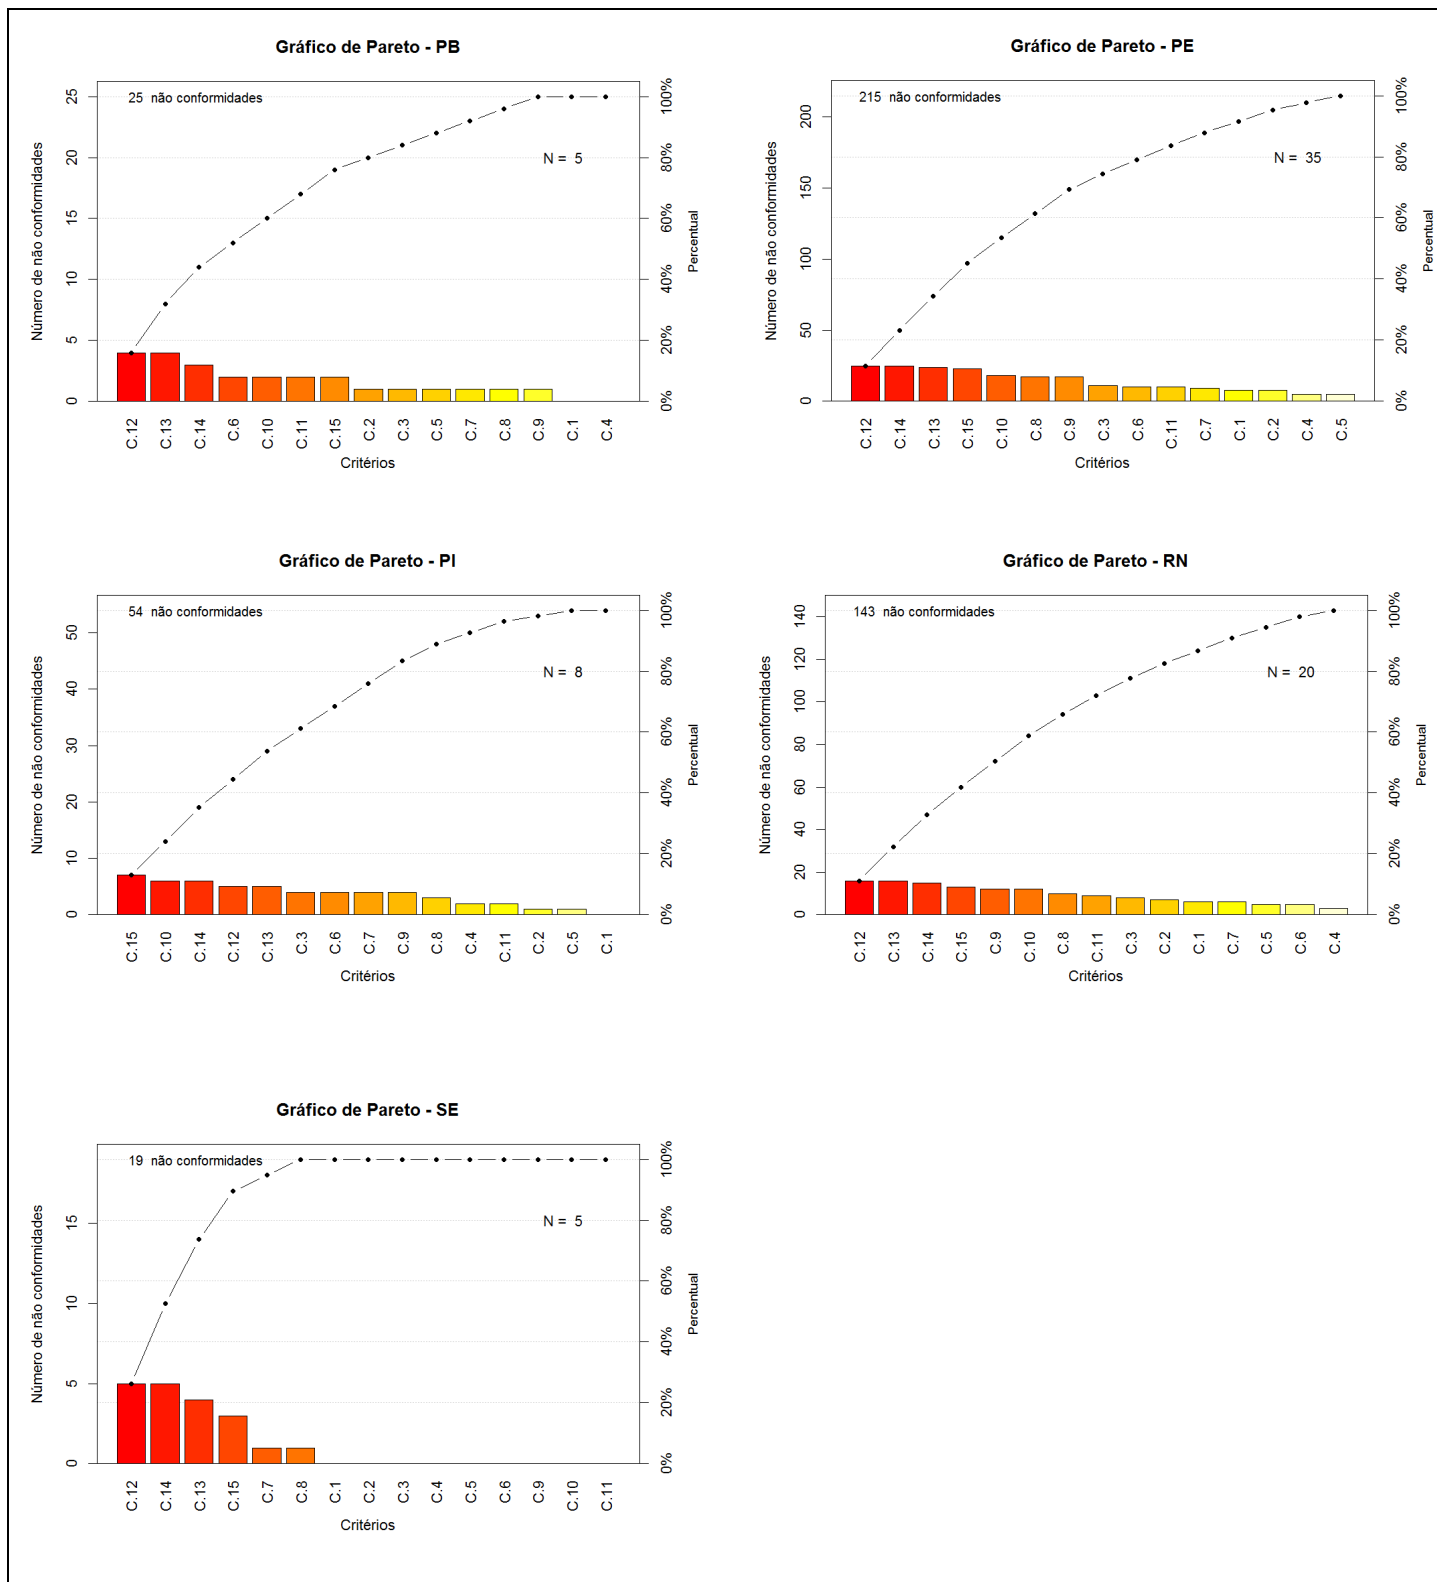 Gráfico de Pareto - PB
25 não conformidades
N = 5
Número de não conformidades
0 5 10 15 20 25
0% 20% 40% 60% 80% 100%
Percentual
C.12 C.13 C.14 C.6 C.10 C.11 C.15 C.2 C.3 C.5 C.7 C.8 C.9 C.1 C.4
Critérios
Gráfico de Pareto - PE
215 não conformidades
N = 35
Número de não conformidades
0 50 100 150 200
0% 20% 40% 60% 80% 100%
Percentual
C.12 C.14 C.13 C.15 C.10 C.8 C.9 C.3 C.6 C.11 C.7 C.1 C.2 C.4 C.5
Critérios
Gráfico de Pareto - PI
54 não conformidades
N = 8
Número de não conformidades
0 10 20 30 40 50
0% 20% 40% 60% 80% 100%
Percentual
C.15 C.10 C.14 C.12 C.13 C.3 C.6 C.7 C.9 C.8 C.4 C.11 C.2 C.5 C.1
Critérios
Gráfico de Pareto - RN
143 não conformidades
N = 20
Número de não conformidades
0 20 40 60 80 100 120 140
0% 20% 40% 60% 80% 100%
Percentual
C.12 C.13 C.14 C.15 C.9 C.10 C.8 C.11 C.3 C.2 C.1 C.7 C.5 C.6 C.4
Critérios
Gráfico de Pareto - SE
19 não conformidades
N = 5
Número de não conformidades
0 5 10 15
0% 20% 40% 60% 80% 100%
Percentual
C.12 C.14 C.13 C.15 C.7 C.8 C.1 C.2 C.3 C.4 C.5 C.6 C.9 C.10 C.11
Critérios